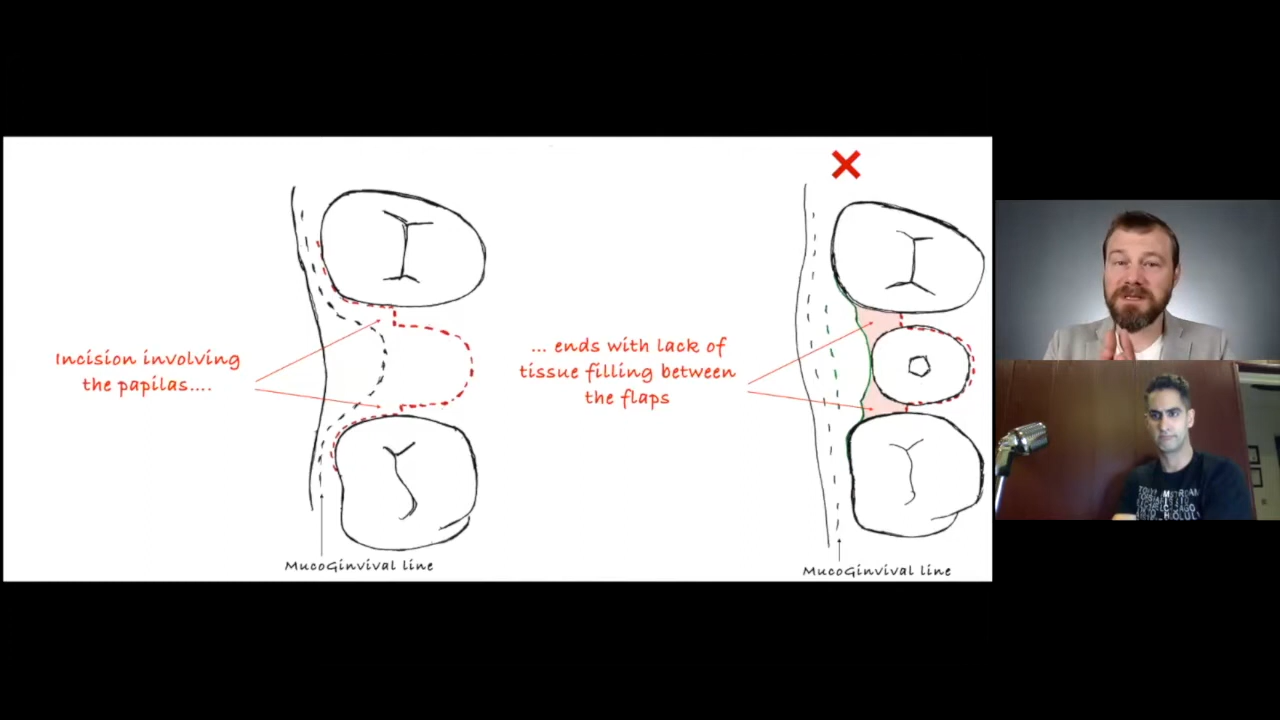 Incision involving
the papilas....
... ends with lack of
tissue filling between
the flaps
MucoGinvival line
MucoGinvival line